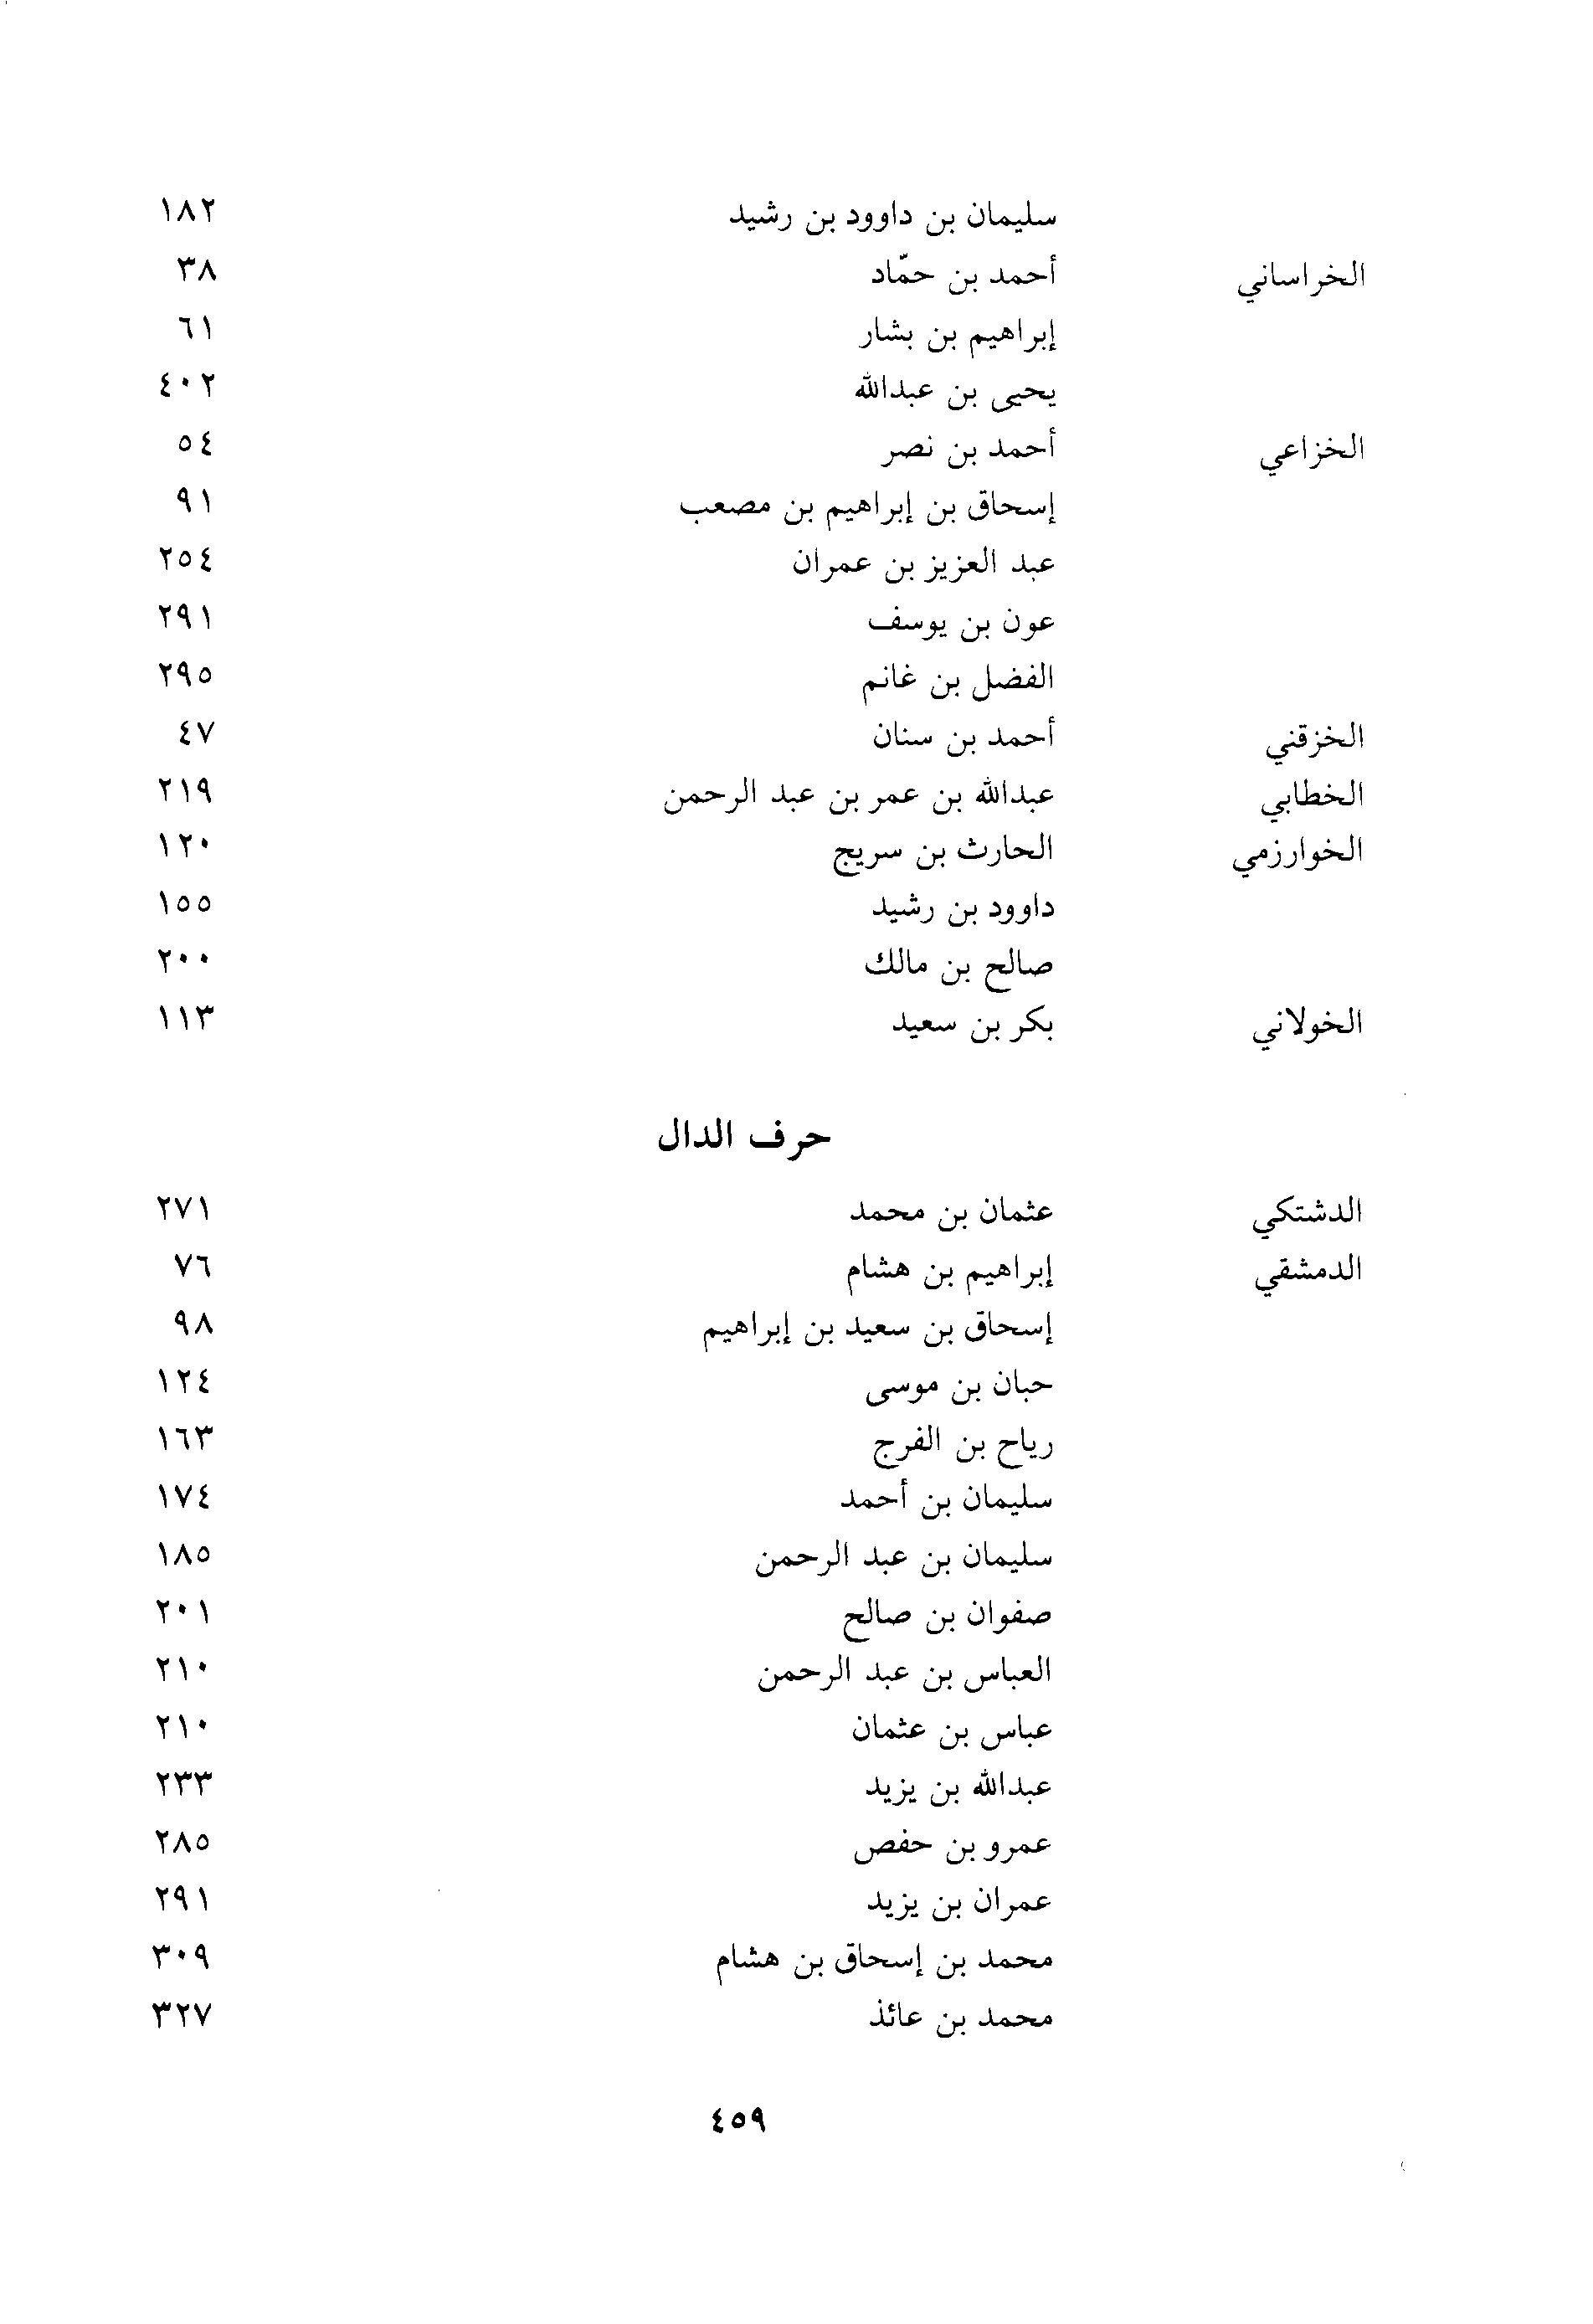 سليمان بن داوود بن رشيد ١٨٢
الخراساني أحمد بن حمّاد ٣٨
إبراهيم بن بشار ٦١
يحيى بن عبدالله ٤٠٢
الخزاعي أحمد بن نصر ٥٤
إسحاق بن إبراهيم بن مصعب ٩١
عبد العزيز بن عمران ٢٥٤
عون بن يوسف ٢٩١
الفضل بن غانم ٢٩٥
الخزقني أحمد بن سنان ٤٧
الخطابي عبدالله بن عمر بن عبد الرحمن ٢١٩
الخوارزمي الحارث بن سريج ١٢٠
داوود بن رشيد ١٥٥
صالح بن مالك ٢٠٠
الخولاني بكر بن سعيد ١١٣
حرف الدال
الدشتكي عثمان بن محمد ٢٧١
الدمشقي إبراهيم بن هشام ٧٦
إسحاق بن سعيد بن إبراهيم ٩٨
حبان بن موسى ١٢٤
رياح بن الفرج ١٦٣
سليمان بن أحمد ١٧٤
سليمان بن عبد الرحمن ١٨٥
صفوان بن صالح ٢٠١
العباس بن عبد الرحمن ٢١٠
عباس بن عثمان ٢١٠
عبدالله بن يزيد ٢٣٣
عمرو بن حفص ٢٨٥
عمران بن يزيد ٢٩١
محمد بن إسحاق بن هشام ٣٠٩
محمد بن عائذ ٣٢٧
٤٥٩